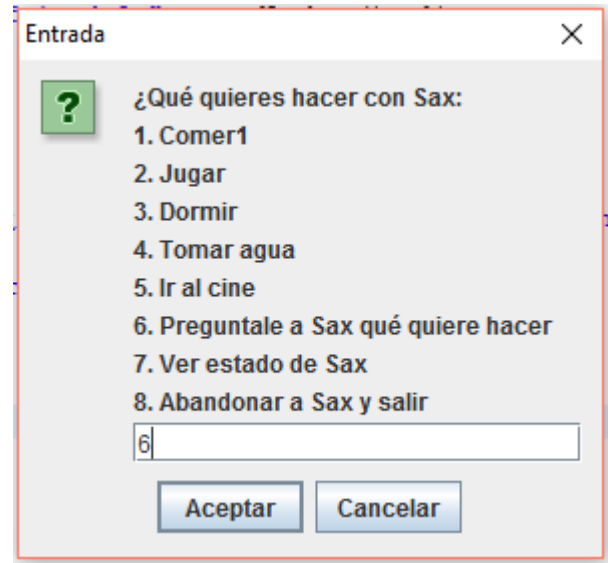 Entrada
¿Qué quieres hacer con Sax:
1. Comer1
2. Jugar
3. Dormir
4. Tomar agua
5. Ir al cine
6. Preguntale a Sax qué quiere hacer
7. Ver estado de Sax
8. Abandonar a Sax y salir
6
Aceptar Cancelar